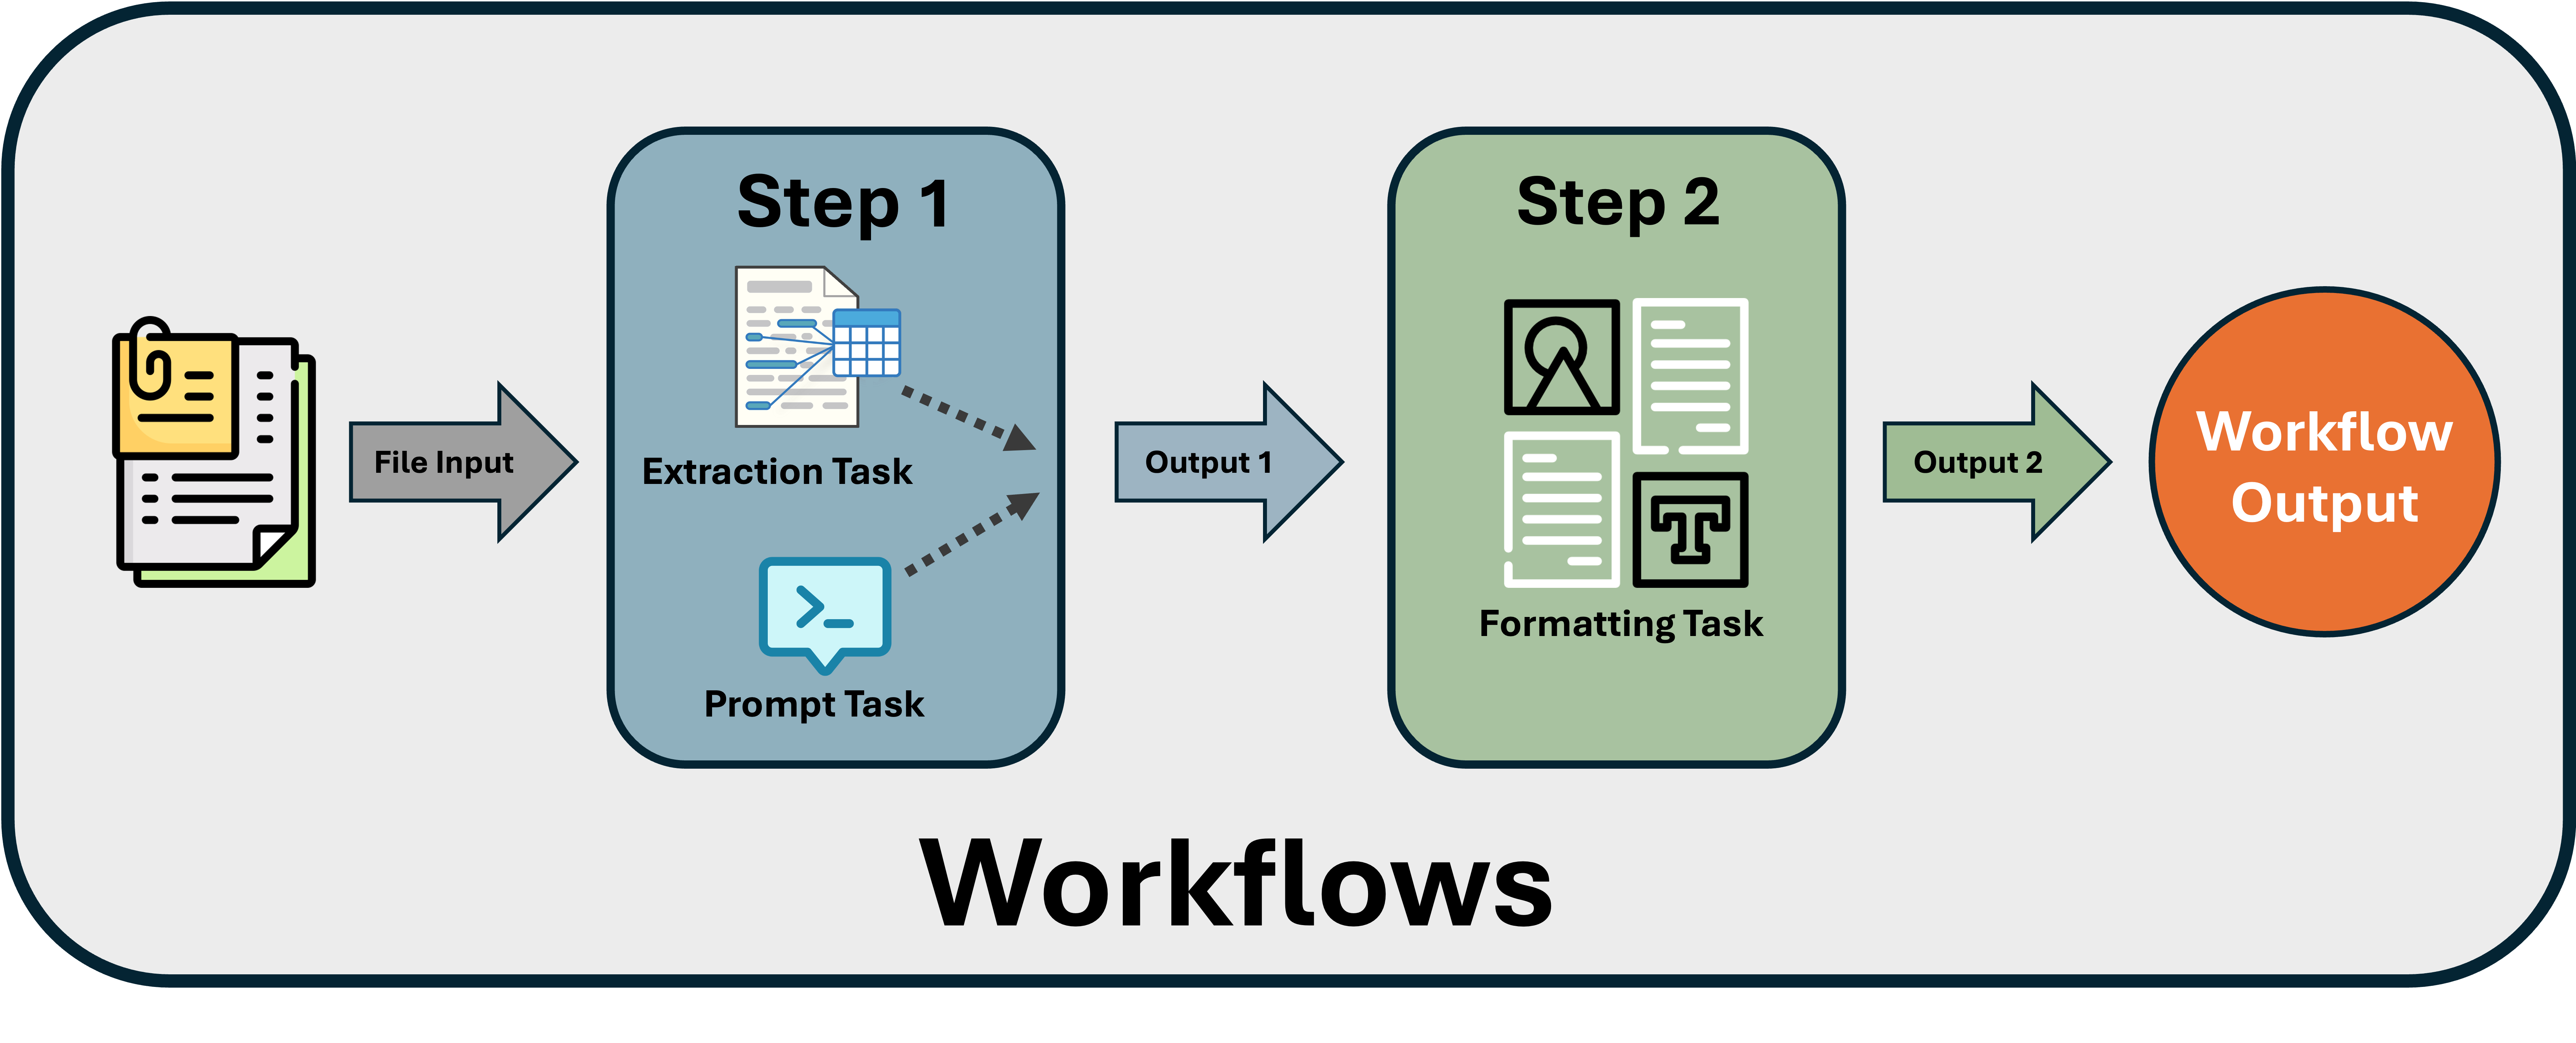 File Input
Step 1
Extraction Task
Prompt Task
Output 1
Step 2
Formatting Task
Output 2
Workflow
Output
Workflows